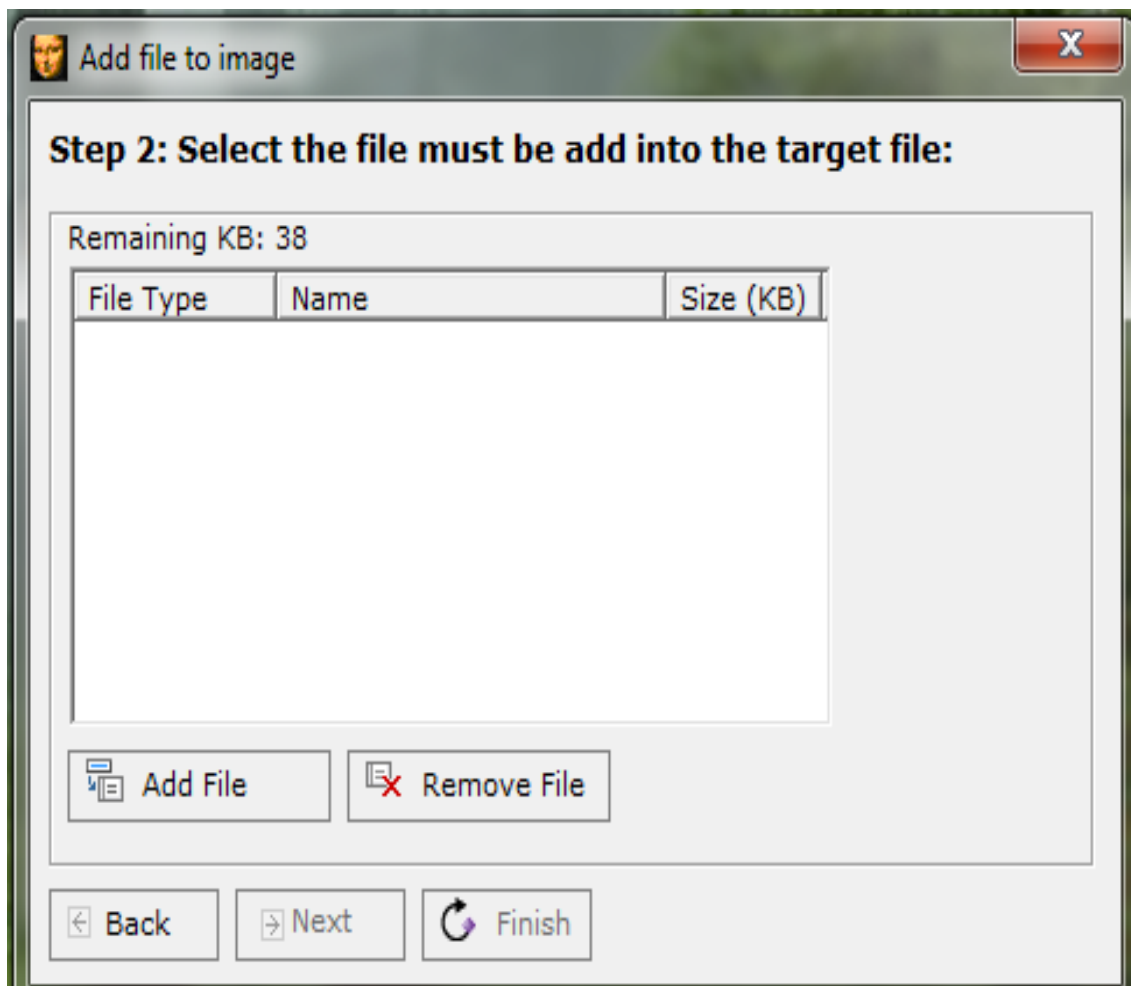 Add file to image
X
Step 2: Select the file must be add into the target file:
Remaining KB: 38
File Type Name Size (KB)
Add File Remove File
Back Next Finish